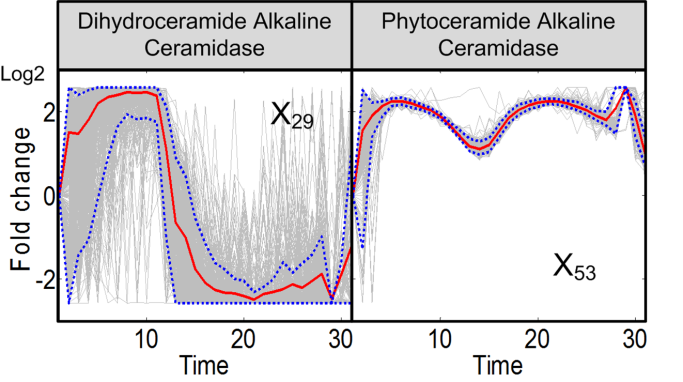 Dihydroceramide Alkaline
Ceramidase
Phytoceramide Alkaline
Ceramidase
Log2
Fold change
2
0
-2
X29
X53
10
20
30
10
20
30
Time
Time